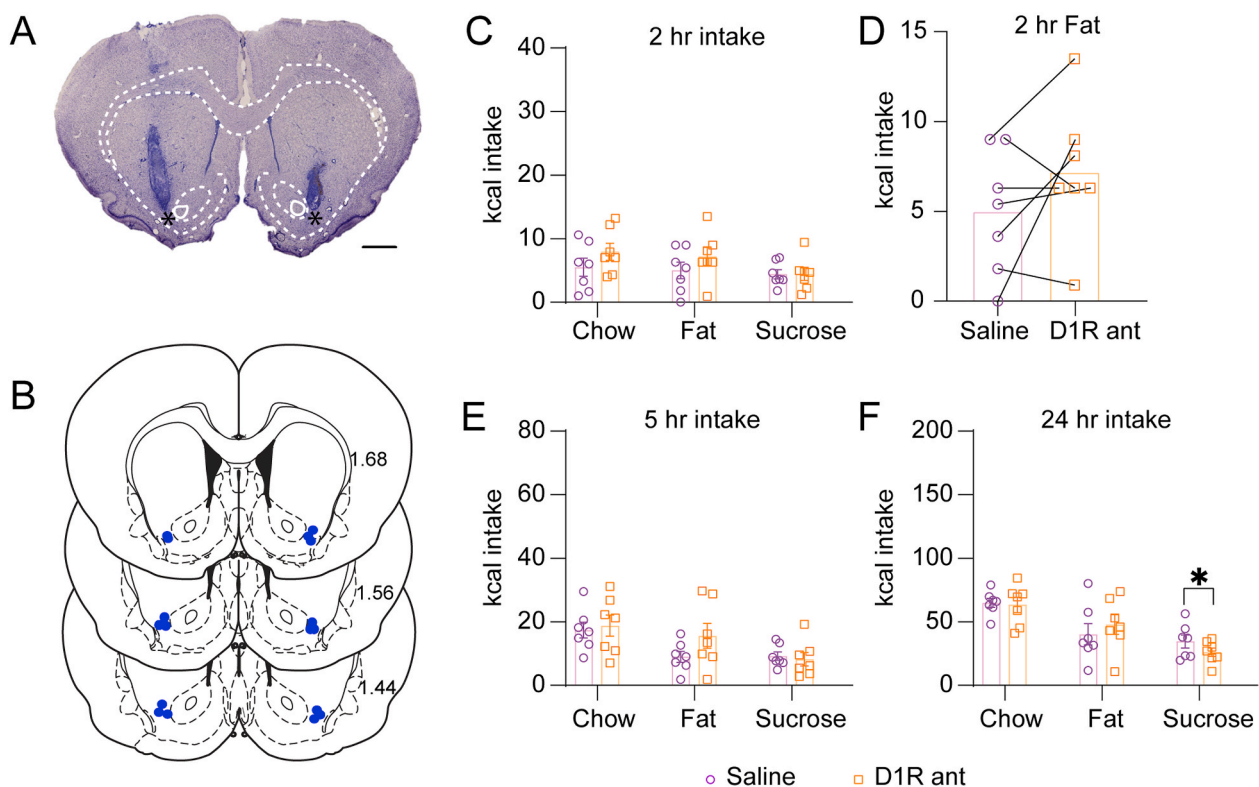 A
B
1.68
1.56
1.44
C
2 hr intake
kcal intake
40
30
20
10
0
Chow Fat Sucrose
D
2 hr Fat
kcal intake
15
10
5
0
Saline D1R ant
E
5 hr intake
kcal intake
80
60
40
20
0
Chow Fat Sucrose
F
24 hr intake
kcal intake
200
150
100
50
0
*
Chow Fat Sucrose
Saline D1R ant